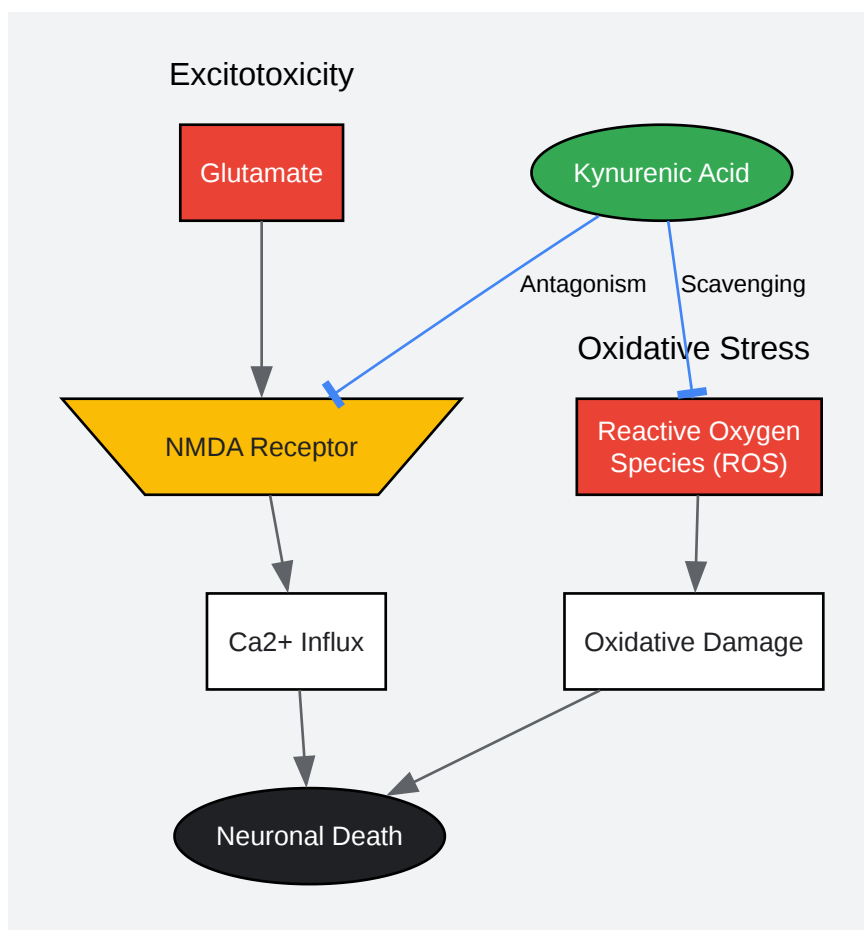 Excitotoxicity
Glutamate
Kynurenic Acid
Antagonism
Scavenging
Oxidative Stress
NMDA Receptor
Reactive Oxygen
Species (ROS)
Ca2+ Influx
Oxidative Damage
Neuronal Death